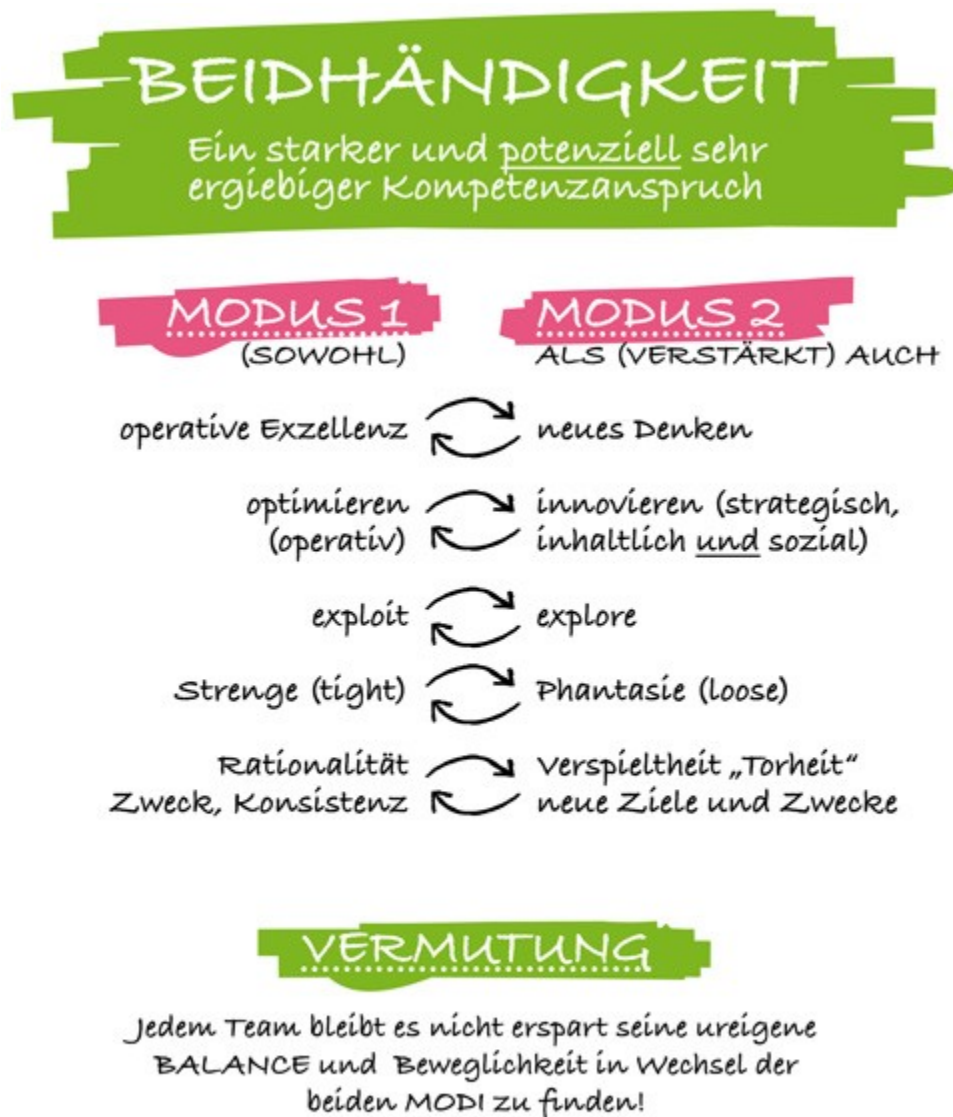 BEIDHÄNDIGKEIT
Ein starker und potenziell sehr
ergiebiger Kompetenzanspruch
MODUS 1
(SOWOHL)
MODUS 2
ALS (VERSTÄRKT) AUCH
operative Exzellenz
neues Denken
optimieren
(operativ)
innovieren (strategisch,
inhaltlich und sozial)
exploit
explore
Strenge (tight)
Phantasie (loose)
Rationalität
Zweck, Konsistenz
Verspieltheit „Torheit“
neue Ziele und Zwecke
VERMUTUNG
Jedem Team bleibt es nicht erspart seine ureigene
BALANCE und Beweglichkeit in Wechsel der
beiden MODI zu finden!